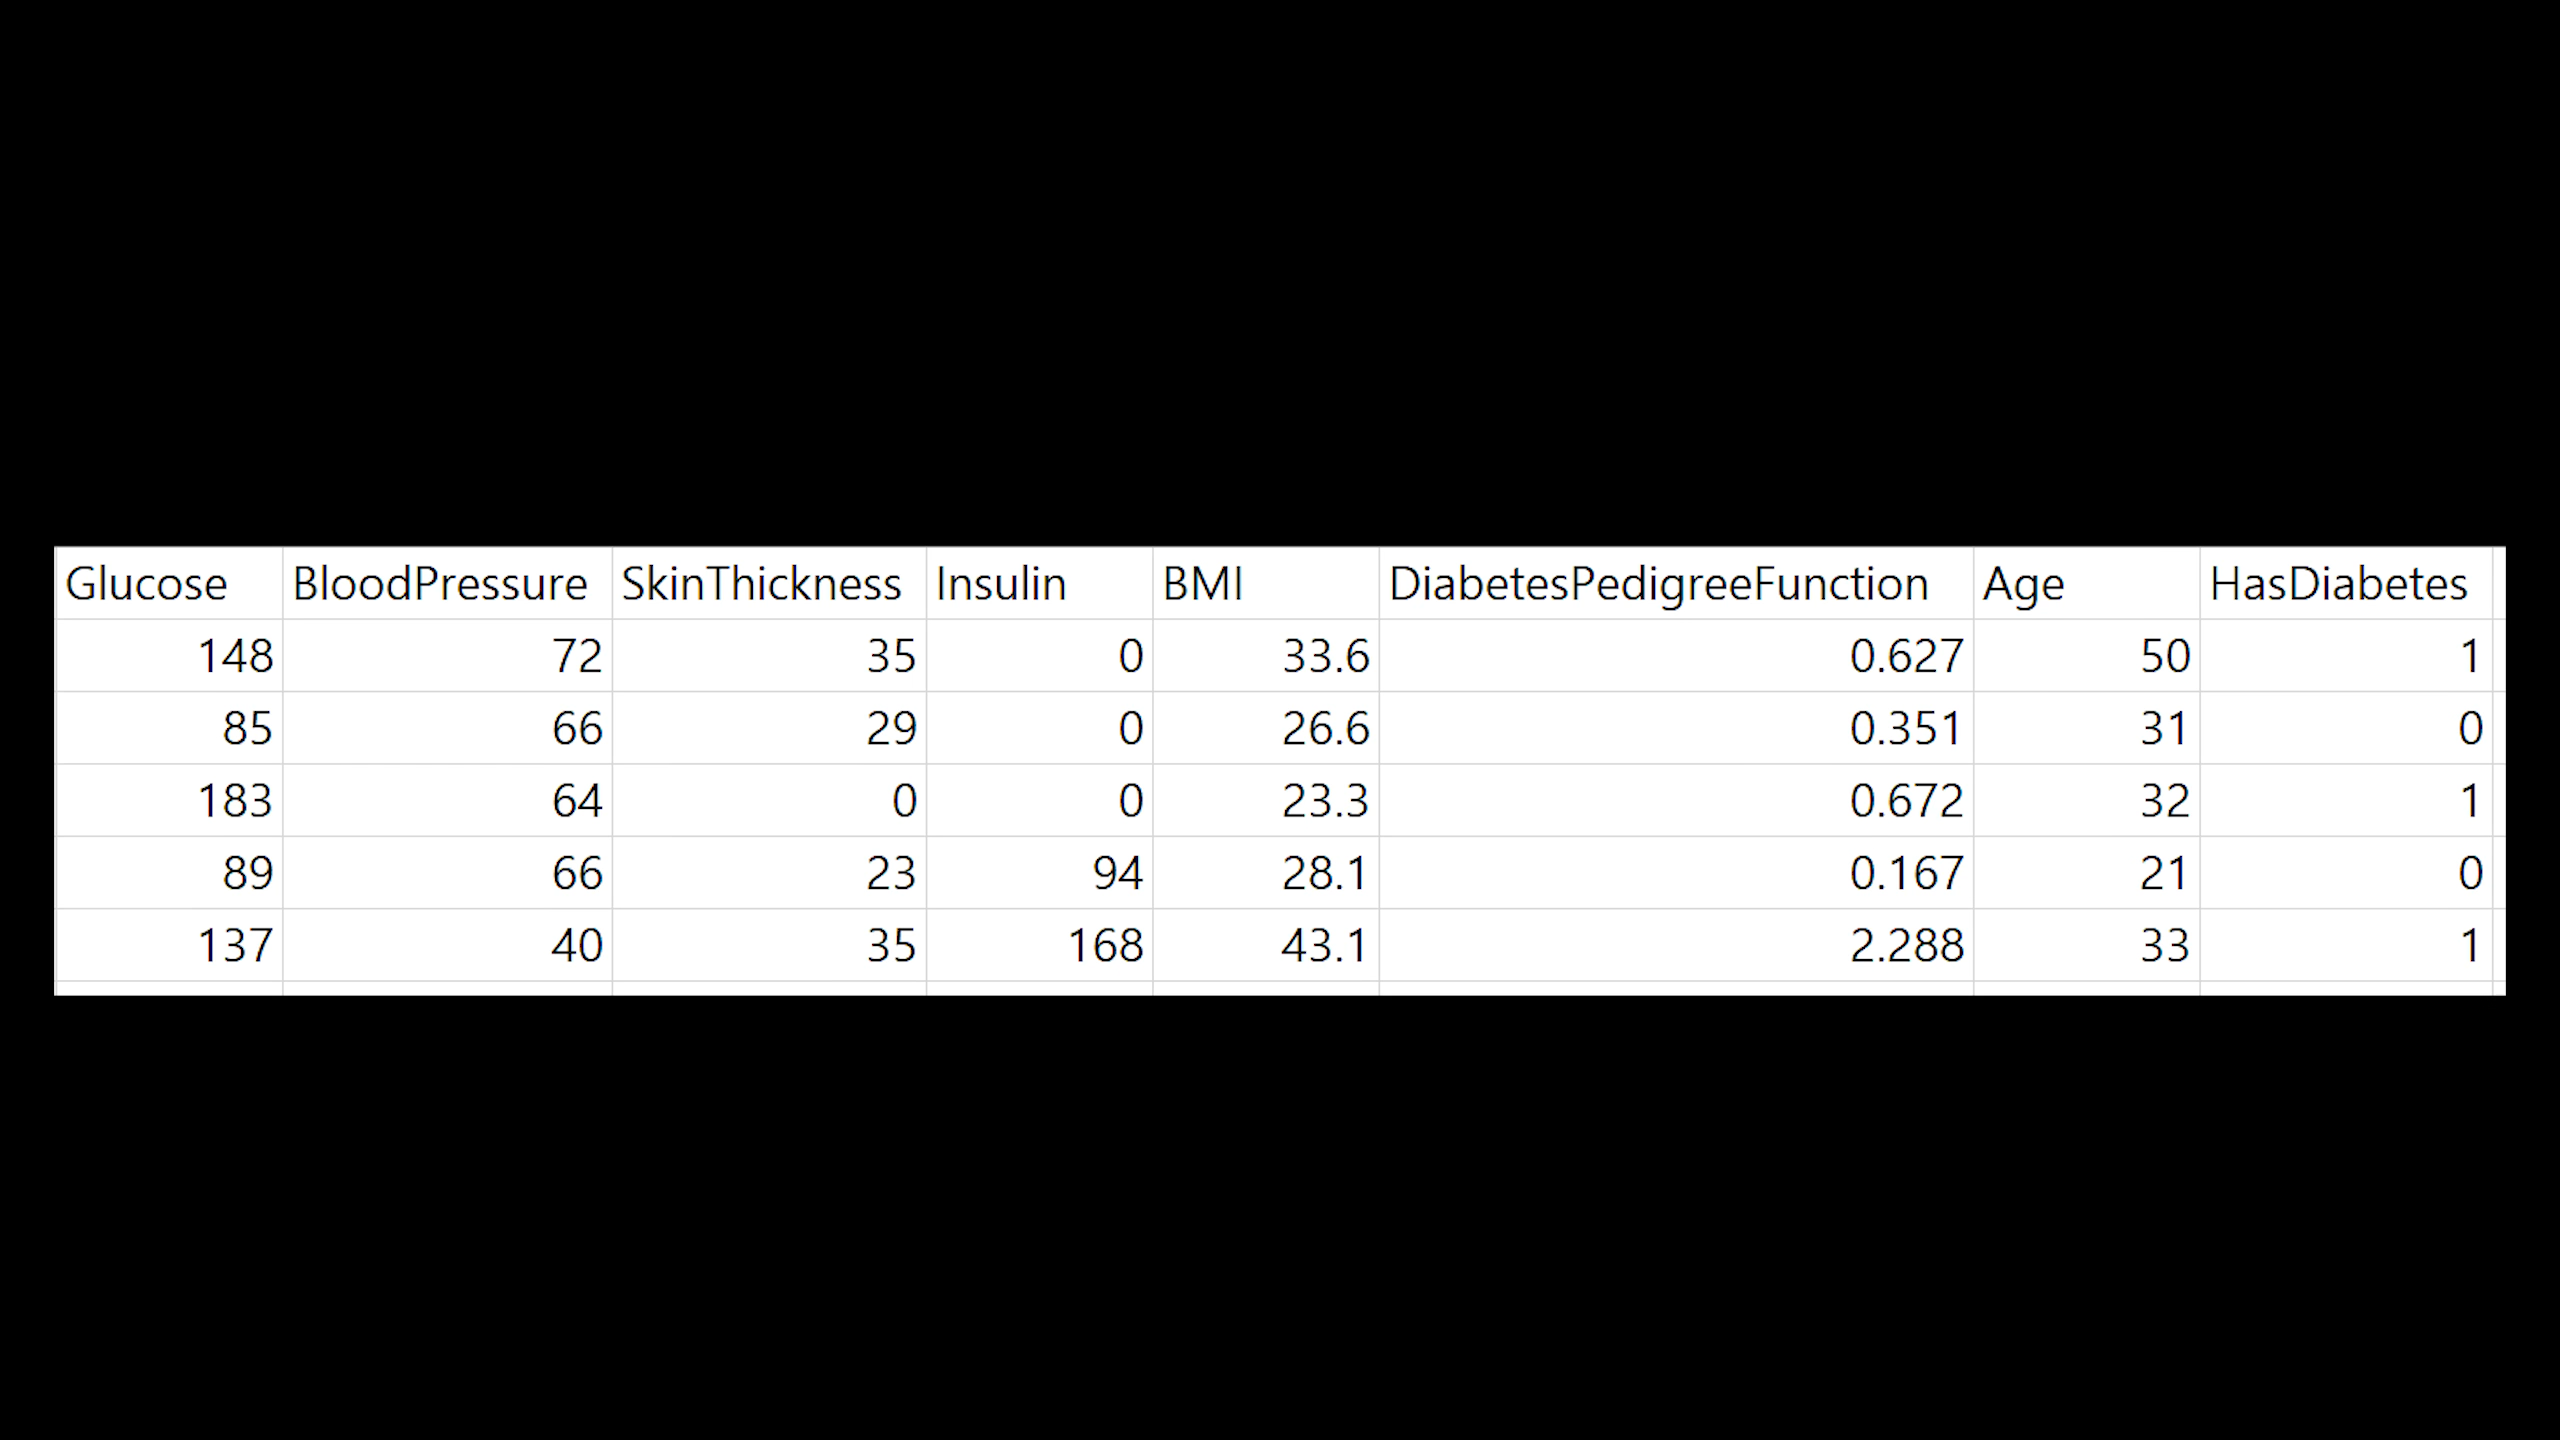 Glucose BloodPressure SkinThickness Insulin BMI DiabetesPedigreeFunction Age HasDiabetes
148 72 35 0 33.6 0.627 50 1
85 66 29 0 26.6 0.351 31 0
183 64 0 0 23.3 0.672 32 1
89 66 23 94 28.1 0.167 21 0
137 40 35 168 43.1 2.288 33 1